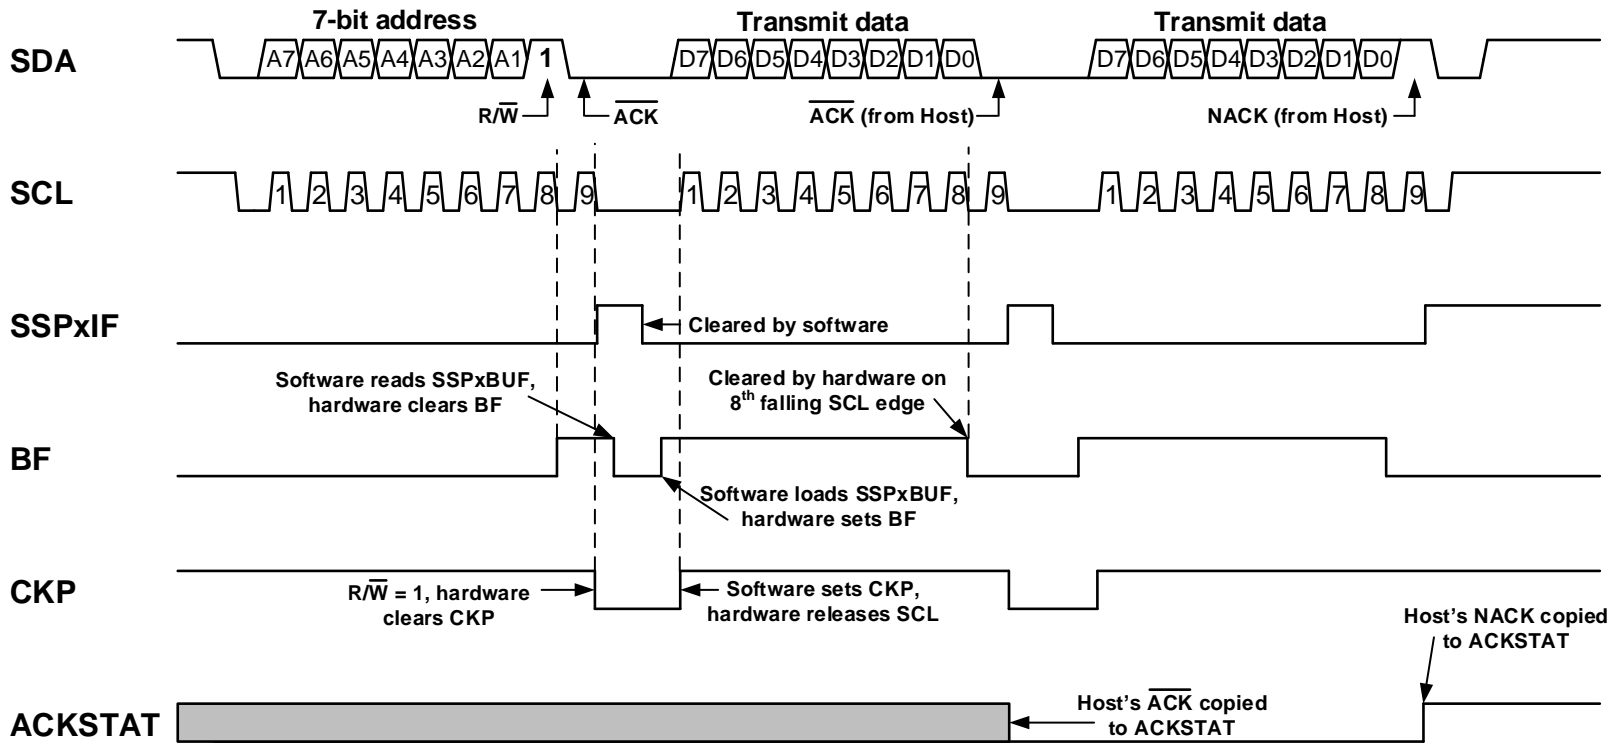 7-bit address Transmit data Transmit data
SDA A7 A6 A5 A4 A3 A2 A1 1 D7 D6 D5 D4 D3 D2 D1 D0 D7 D6 D5 D4 D3 D2 D1 D0
R/W̅ A̅C̅K̅ A̅C̅K̅ (from Host) NACK (from Host)
SCL 1 2 3 4 5 6 7 8 9 1 2 3 4 5 6 7 8 9 1 2 3 4 5 6 7 8 9
SSPxIF Cleared by software
Software reads SSPxBUF,
hardware clears BF
Cleared by hardware on
8th falling SCL edge
BF
Software loads SSPxBUF,
hardware sets BF
CKP
R/W̅ = 1, hardware
clears CKP
Software sets CKP,
hardware releases SCL
Host's NACK copied
to ACKSTAT
ACKSTAT
Host's A̅C̅K̅ copied
to ACKSTAT